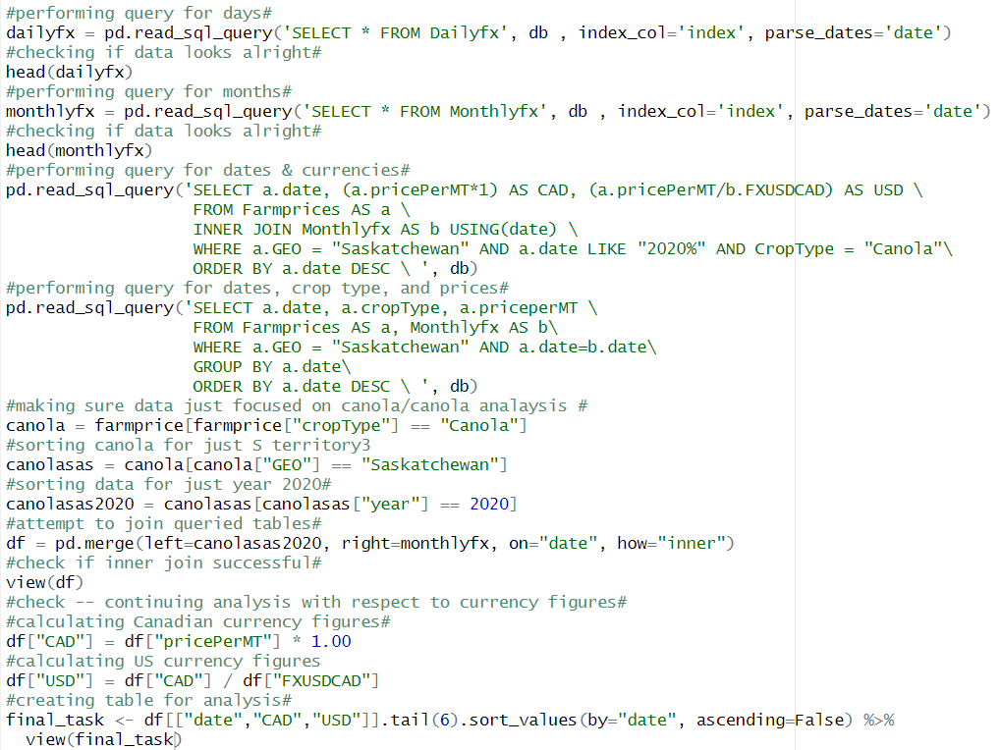 #performing query for days#
dailyfx = pd.read_sql_query('SELECT * FROM Dailyfx', db , index_col='index', parse_dates='date')
#checking if data looks alright#
head(dailyfx)
#performing query for months#
monthlyfx = pd.read_sql_query('SELECT * FROM Monthlyfx', db , index_col='index', parse_dates='date')
#checking if data looks alright#
head(monthlyfx)
#performing query for dates & currencies#
pd.read_sql_query('SELECT a.date, (a.pricePerMT*1) AS CAD, (a.pricePerMT/b.FXUSDCAD) AS USD \
                   FROM Farmprices AS a \
                   INNER JOIN Monthlyfx AS b USING(date) \
                   WHERE a.GEO = "Saskatchewan" AND a.date LIKE "2020%" AND CropType = "Canola"\
                   ORDER BY a.date DESC \ ', db)
#performing query for dates, crop type, and prices#
pd.read_sql_query('SELECT a.date, a.cropType, a.priceperMT \
                   FROM Farmprices AS a, Monthlyfx AS b\
                   WHERE a.GEO = "Saskatchewan" AND a.date=b.date\
                   GROUP BY a.date\
                   ORDER BY a.date DESC \ ', db)
#making sure data just focused on canola/canola analaysis #
canola = farmprice[farmprice["cropType"] == "Canola"]
#sorting canola for just S territory3
canolasas = canola[canola["GEO"] == "Saskatchewan"]
#sorting data for just year 2020#
canolasas2020 = canolasas[canolasas["year"] == 2020]
#attempt to join queried tables#
df = pd.merge(left=canolasas2020, right=monthlyfx, on="date", how="inner")
#check if inner join successful#
view(df)
#check -- continuing analysis with respect to currency figures#
#calculating Canadian currency figures#
df["CAD"] = df["pricePerMT"] * 1.00
#calculating US currency figures
df["USD"] = df["CAD"] / df["FXUSDCAD"]
#creating table for analysis#
final_task <- df[["date","CAD","USD"]].tail(6).sort_values(by="date", ascending=False) %>%
  view(final_task)